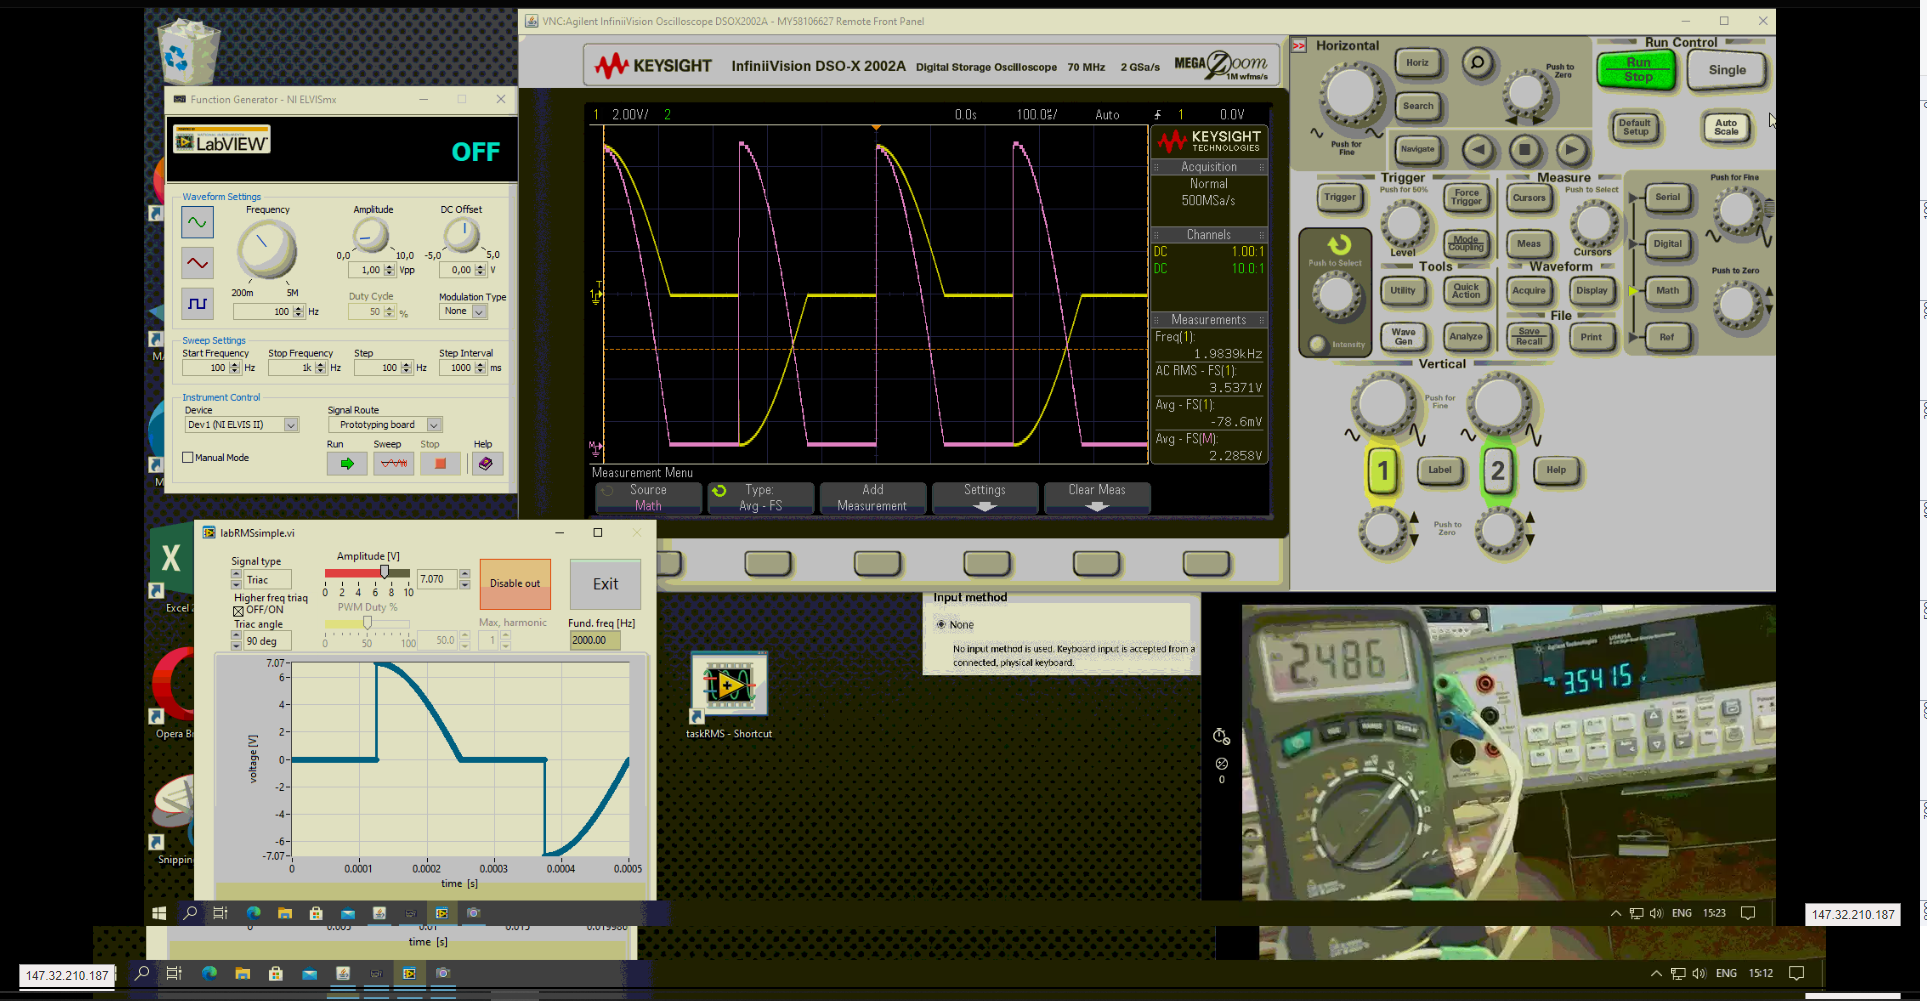 VNC:Agilent InfiniiVision Oscilloscope DSOX2002A - MY58106627 Remote Front Panel
KEYSIGHT InfiniiVision DSO-X 2002A Digital Storage Oscilloscope 70 MHz 2 GSa/s MEGA Zoom
1M wfms/s
1 2.00V/ 2 0.0s 100.0us/ Auto 1 0.0V
KEYSIGHT
TECHNOLOGIES
Acquisition
Normal
500MSa/s
Channels
DC 1.00:1
DC 10.0:1
Measurements
Freq(1):
1.9839kHz
AC RMS - FS(1):
3.5371V
Avg - FS(1):
-78.6mV
Avg - FS(M):
2.2858V
Measurement Menu
Source
Math
Type:
Avg - FS
Add
Measurement
Settings
Clear Meas
Horizontal
Horiz
Search
Navigate
Push for
Fine
Push to
Zero
Run Control
Run
Stop
Single
Default
Setup
Auto
Scale
Trigger
Push for 50%
Trigger
Force
Trigger
Mode
Coupling
Level
Measure
Push to Select
Cursors
Meas
Cursors
Push for Fine
Serial
Digital
Math
Ref
Push to Zero
Push to Select
Intensity
Tools
Utility
Quick
Action
Wave
Gen
Analyze
Waveform
Acquire
Display
File
Save
Recall
Print
Vertical
Push for
Fine
1
Label
2
Help
Push to
Zero
Function Generator - NI ELVISmx
LabVIEW
OFF
Waveform Settings
Frequency
Amplitude
DC Offset
0,0 10,0 -5,0 5,0
1,00 Vpp
0,00 V
200m 5M
Duty Cycle
Modulation Type
100 Hz
50 %
None
Sweep Settings
Start Frequency Stop Frequency Step Step Interval
100 Hz 1k Hz 100 Hz 1000 ms
Instrument Control
Device
Signal Route
Dev1 (NI ELVIS II)
Prototyping board
Run Sweep Stop Help
Manual Mode
labRMSsimple.vi
Signal type
Triac
Higher freq triaq
OFF/ON
Triac angle
90 deg
Amplitude [V]
0 2 4 6 8 10
7.070
PWM Duty %
0 50 100
50.0
Disable out
Exit
Max, harmonic
1
Fund. freq [Hz]
2000.00
7.07
6
4
2
0
-2
-4
-6
-7.07
voltage [V]
0 0.0001 0.0002 0.0003 0.0004 0.0005
time [s]
Excel 2
Opera B
Snippin
taskRMS - Shortcut
Input method
None
No input method is used. Keyboard input is accepted from a
connected, physical keyboard.
0
2.486
Agilent Technologies
3.5415
ENG 15:23
147.32.210.187
time [s]
147.32.210.187
ENG 15:12